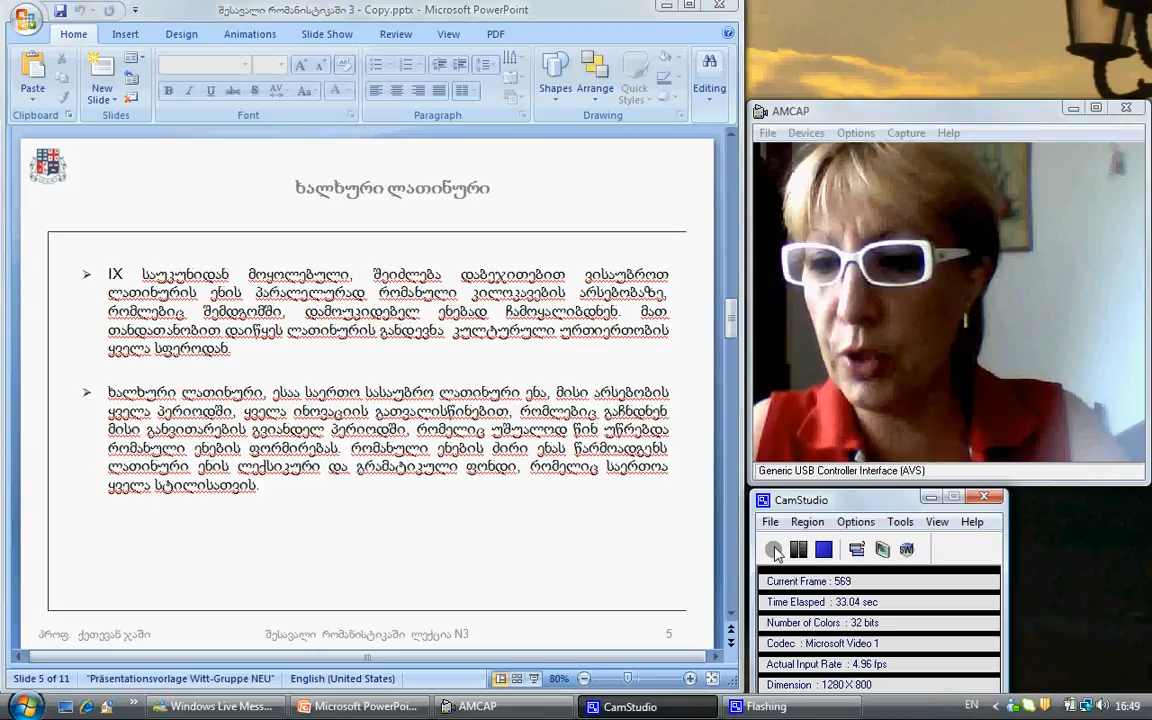 შესავალი რომანისტიკაში 3 - Copy.pptx - Microsoft PowerPoint
Home Insert Design Animations Slide Show Review View PDF
Paste
New Slide
Shapes Arrange Quick Styles Editing
Clipboard Slides Font Paragraph Drawing
ხალხური ლათინური
IX საუკუნიდან მოყოლებული, შეიძლება დაბეჯითებით ვისაუბროთ
ლათინურის ენის პარალელურად რომანული კილოკავების არსებობაზე,
რომლებიც შემდგომში, დამოუკიდებელ ენებად ჩამოყალიბდნენ. მათ
თანდათანობით დაიწყეს ლათინურის განდევნა კულტურული ურთიერთობის
ყველა სფეროდან.
ხალხური ლათინური, ესაა საერთო სასაუბრო ლათინური ენა, მისი არსებობის
ყველა პერიოდში, ყველა ინოვაციის გათვალისწინებით, რომლებიც გაჩნდნენ
მისი განვითარების გვიანდელ პერიოდში, რომელიც უშუალოდ წინ უწრებდა
რომანული ენების ფორმირებას. რომანული ენების ძირი ენას წარმოადგენს
ლათინური ენის ლექსიკური და გრამატიკული ფონდი, რომელიც საერთოა
ყველა სტილისათვის.
პროფ. ქეთევან ჯაში შესავალი რომანისტიკაში ლექცია N3 5
Slide 5 of 11 "Präsentationsvorlage Witt-Gruppe NEU" English (United States) 80%
AMCAP
File Devices Options Capture Help
Generic USB Controller Interface (AVS)
CamStudio
File Region Options Tools View Help
Current Frame : 569
Time Elasped : 33.04 sec
Number of Colors : 32 bits
Codec : Microsoft Video 1
Actual Input Rate : 4.96 fps
Dimension : 1280 X 800
Windows Live Mess... Microsoft PowerPoi... AMCAP CamStudio Flashing EN 16:49